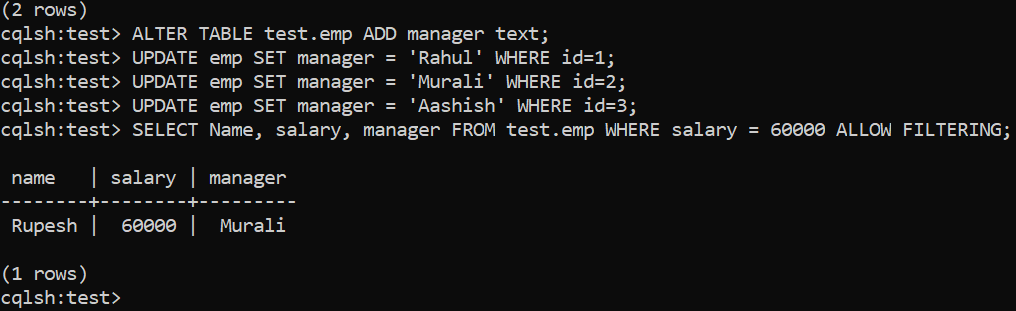 (2 rows)
cqlsh:test> ALTER TABLE test.emp ADD manager text;
cqlsh:test> UPDATE emp SET manager = 'Rahul' WHERE id=1;
cqlsh:test> UPDATE emp SET manager = 'Murali' WHERE id=2;
cqlsh:test> UPDATE emp SET manager = 'Aashish' WHERE id=3;
cqlsh:test> SELECT Name, salary, manager FROM test.emp WHERE salary = 60000 ALLOW FILTERING;
 name   | salary | manager
--------+--------+---------
 Rupesh |  60000 |  Murali
(1 rows)
cqlsh:test>